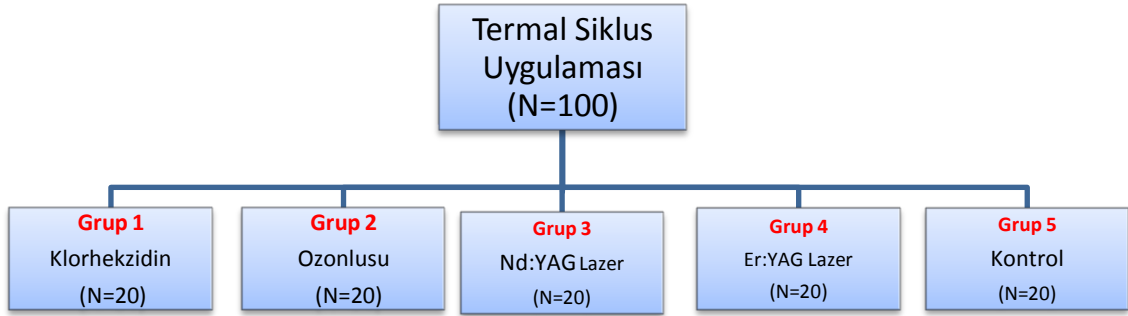 Termal Siklus
Uygulaması
(N=100)
Grup 1
Klorhekzidin
(N=20)
Grup 2
Ozonlusu
(N=20)
Grup 3
Nd:YAG Lazer
(N=20)
Grup 4
Er:YAG Lazer
(N=20)
Grup 5
Kontrol
(N=20)